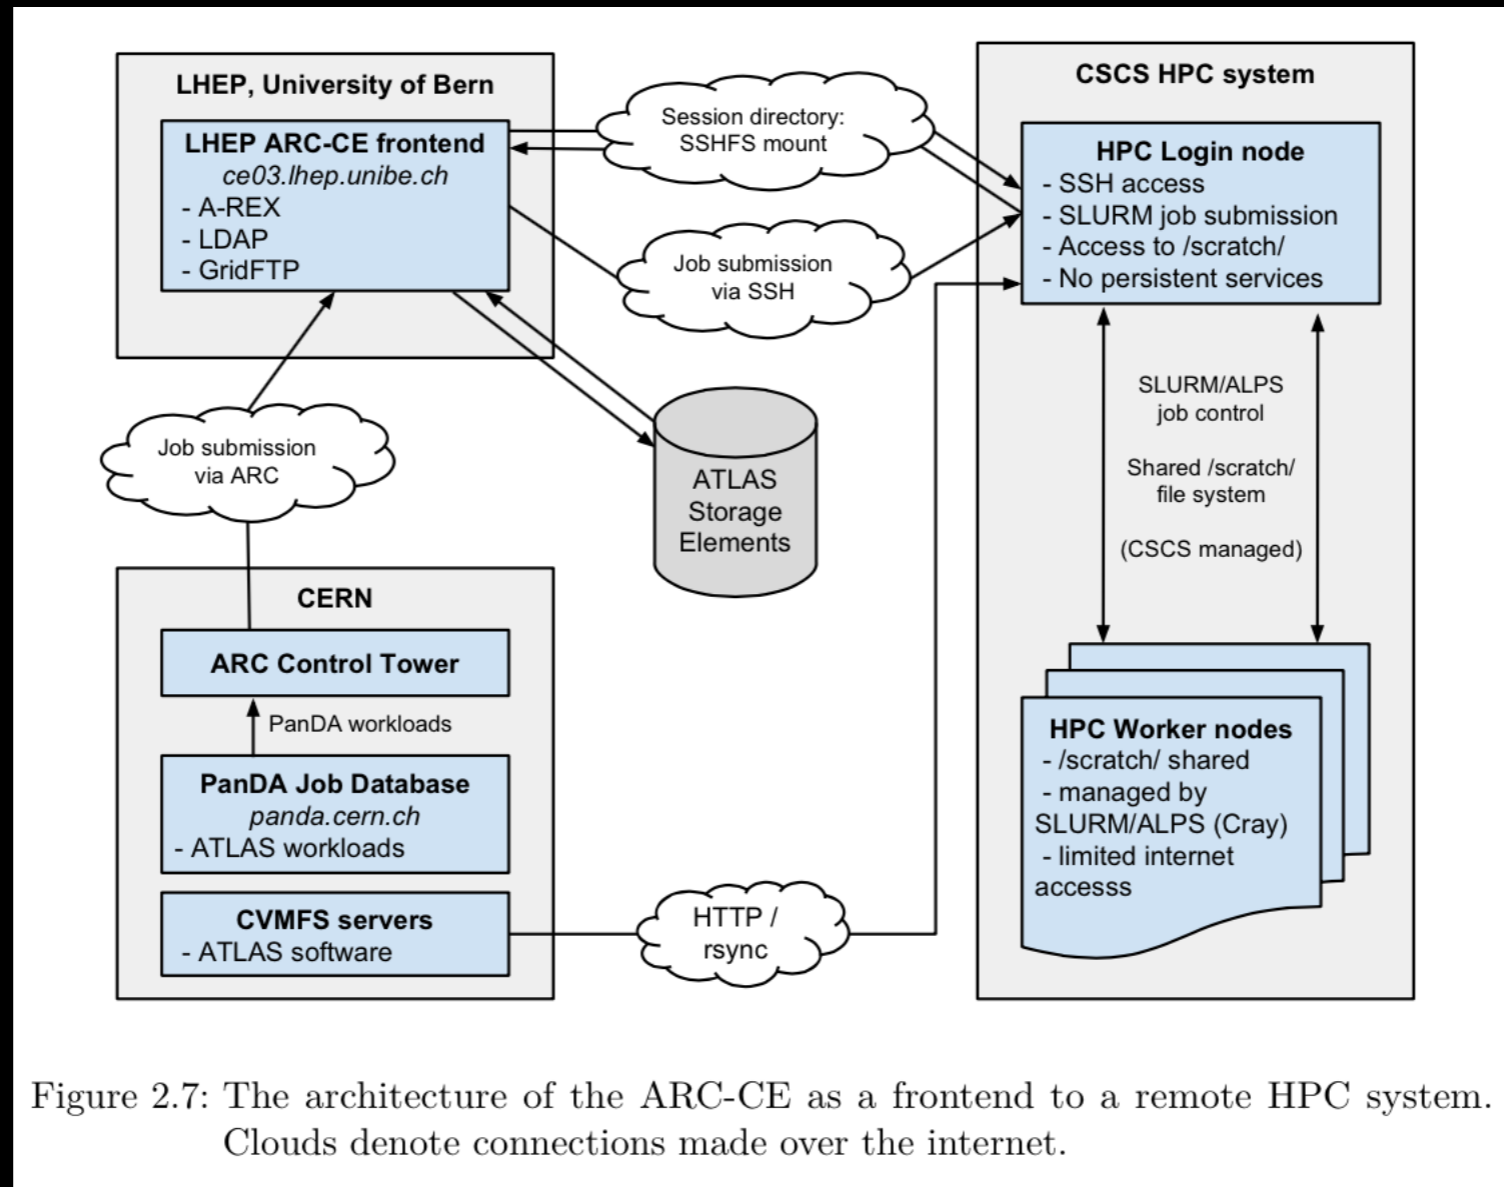 LHEP, University of Bern
LHEP ARC-CE frontend
ce03.lhep.unibe.ch
- A-REX
- LDAP
- GridFTP
Session directory:
SSHFS mount
Job submission
via SSH
CSCS HPC system
HPC Login node
- SSH access
- SLURM job submission
- Access to /scratch/
- No persistent services
SLURM/ALPS
job control
Shared /scratch/
file system
(CSCS managed)
Job submission
via ARC
ATLAS
Storage
Elements
CERN
ARC Control Tower
PanDA workloads
PanDA Job Database
panda.cern.ch
- ATLAS workloads
CVMFS servers
- ATLAS software
HTTP /
rsync
HPC Worker nodes
- /scratch/ shared
- managed by
SLURM/ALPS (Cray)
- limited internet
accesss
Figure 2.7: The architecture of the ARC-CE as a frontend to a remote HPC system.
Clouds denote connections made over the internet.